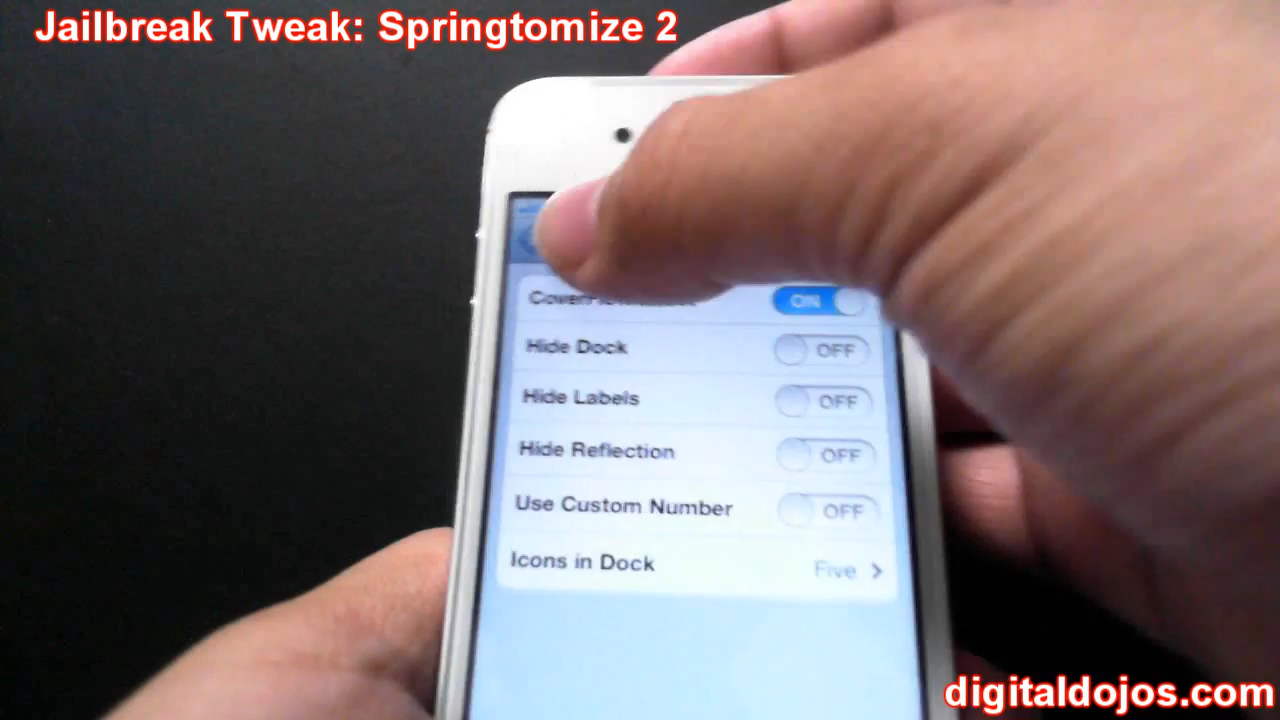 Jailbreak Tweak: Springtomize 2
ON
Hide Dock OFF
Hide Labels OFF
Hide Reflection OFF
Use Custom Number OFF
Icons in Dock Five
digitaldojos.com